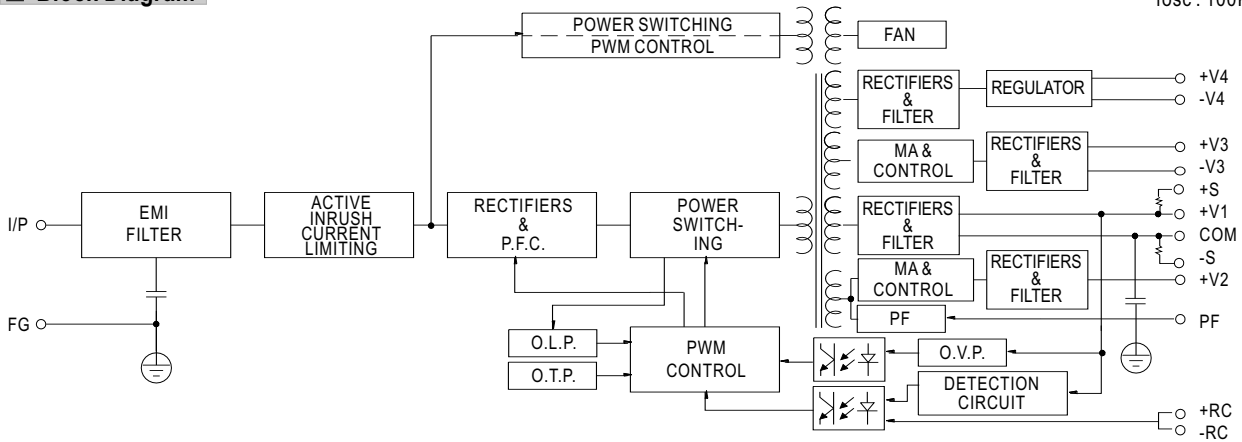 Block Diagram
fosc : 100
POWER SWITCHING
PWM CONTROL
FAN
RECTIFIERS
&
FILTER
REGULATOR
+V4
-V4
MA &
CONTROL
RECTIFIERS
&
FILTER
+V3
-V3
I/P
EMI
FILTER
ACTIVE
INRUSH
CURRENT
LIMITING
RECTIFIERS
&
P.F.C.
POWER
SWITCH-
ING
RECTIFIERS
&
FILTER
+S
+V1
COM
-S
MA &
CONTROL
RECTIFIERS
&
FILTER
+V2
PF
PF
FG
O.L.P.
O.T.P.
PWM
CONTROL
O.V.P.
DETECTION
CIRCUIT
+RC
-RC